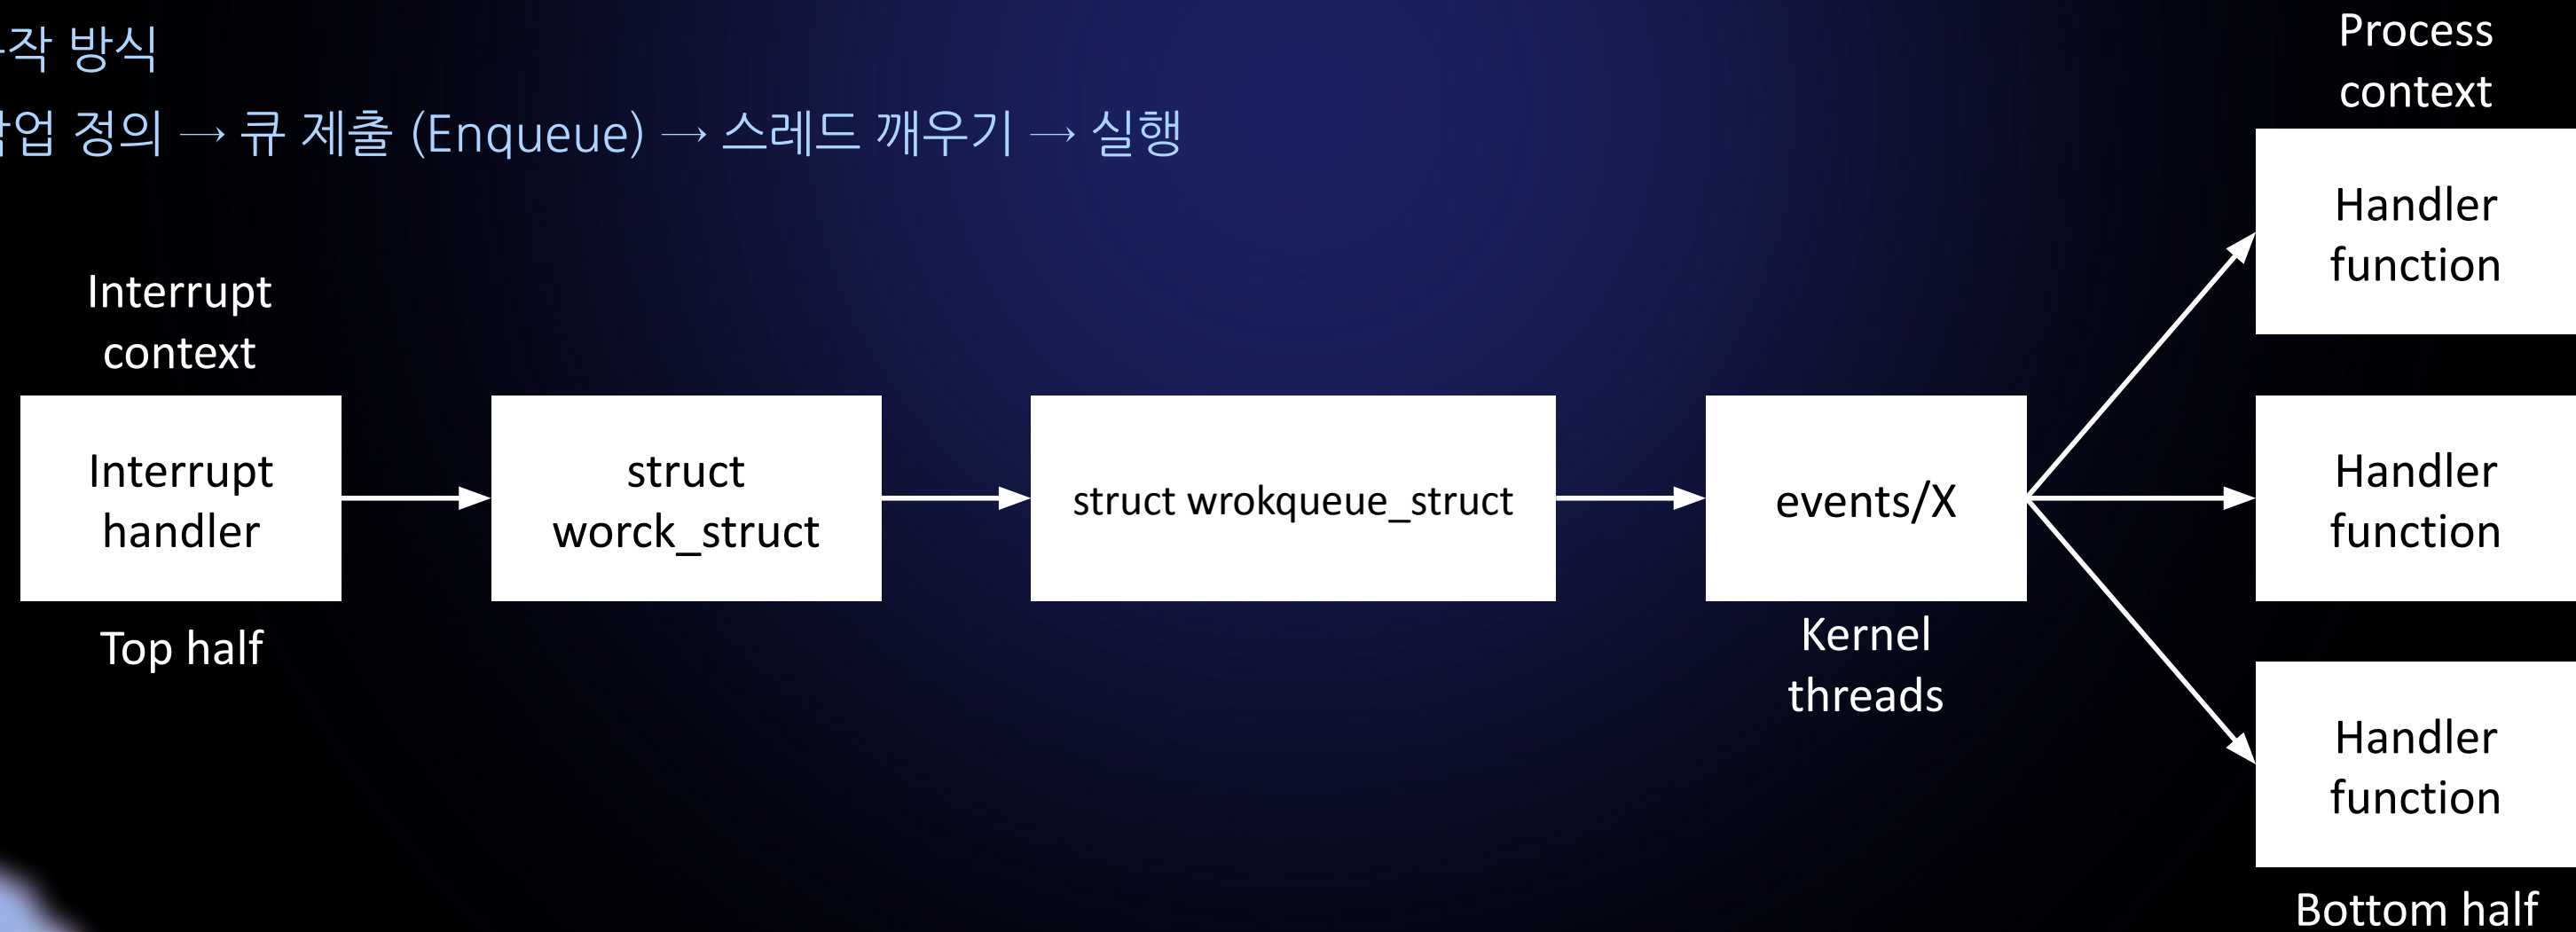 작 방식
업 정의 → 큐 제출 (Enqueue) → 스레드 깨우기 → 실행
Process
context
Handler
function
Interrupt
context
Interrupt
handler
Top half
struct
worck_struct
struct wrokqueue_struct
events/X
Kernel
threads
Handler
function
Handler
function
Bottom half